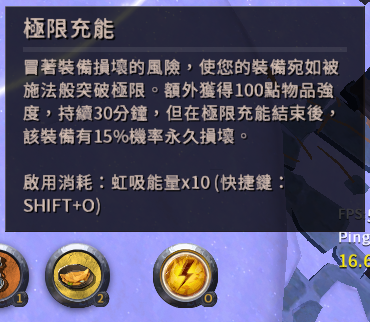 極限充能
冒著裝備損壞的風險，使您的裝備宛如被
施法般突破極限。額外獲得100點物品強
度，持續30分鐘，但在極限充能結束後，
該裝備有15%機率永久損壞。
啟用消耗：虹吸能量x10 (快捷鍵：
SHIFT+O)
FPS
Ping
16.6
1
2
O